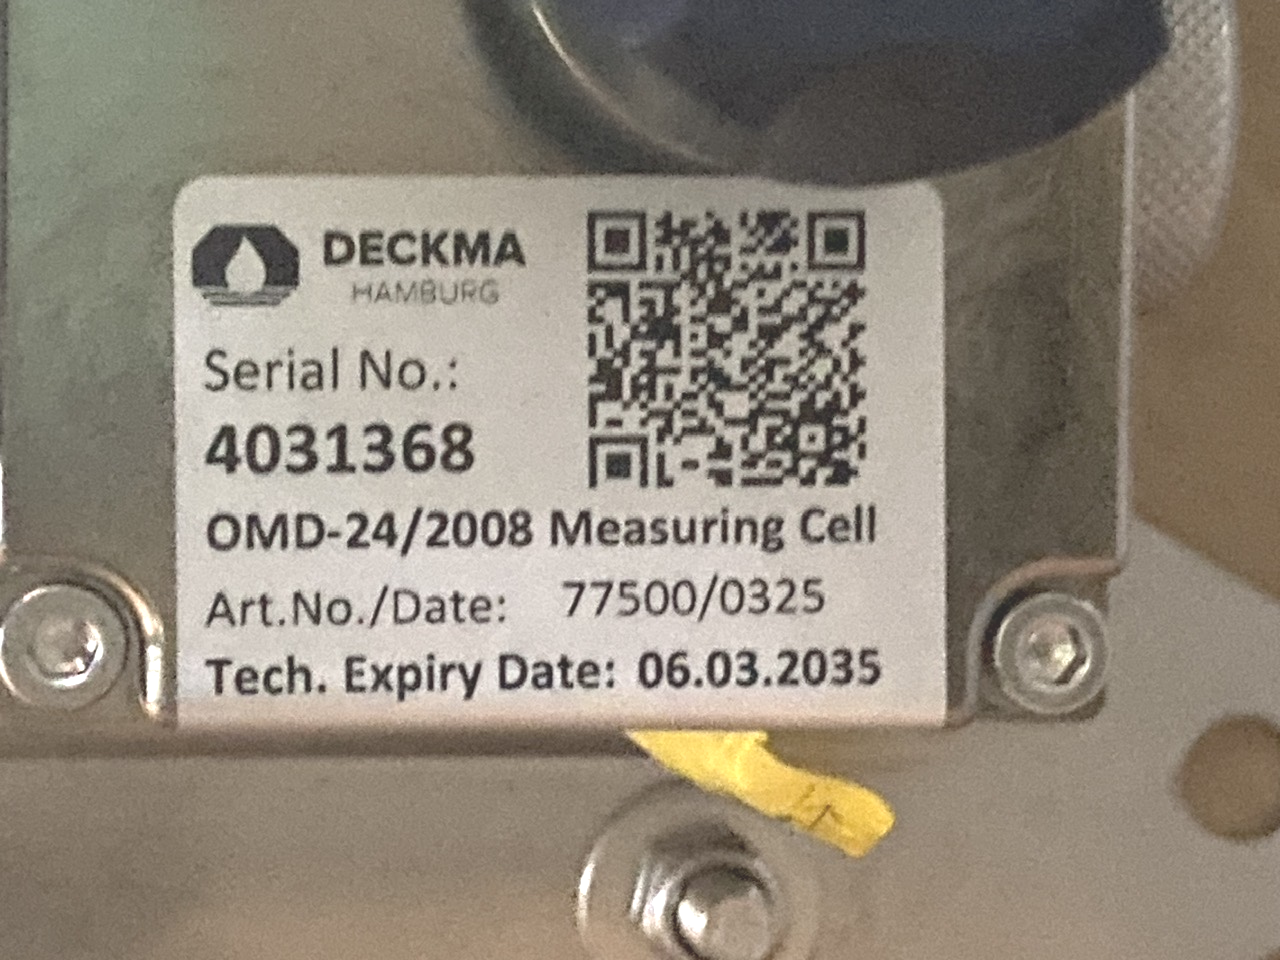 DECKMA
HAMBURG
Serial No.:
4031368
OMD-24/2008 Measuring Cell
Art.No./Date: 77500/0325
Tech. Expiry Date: 06.03.2035